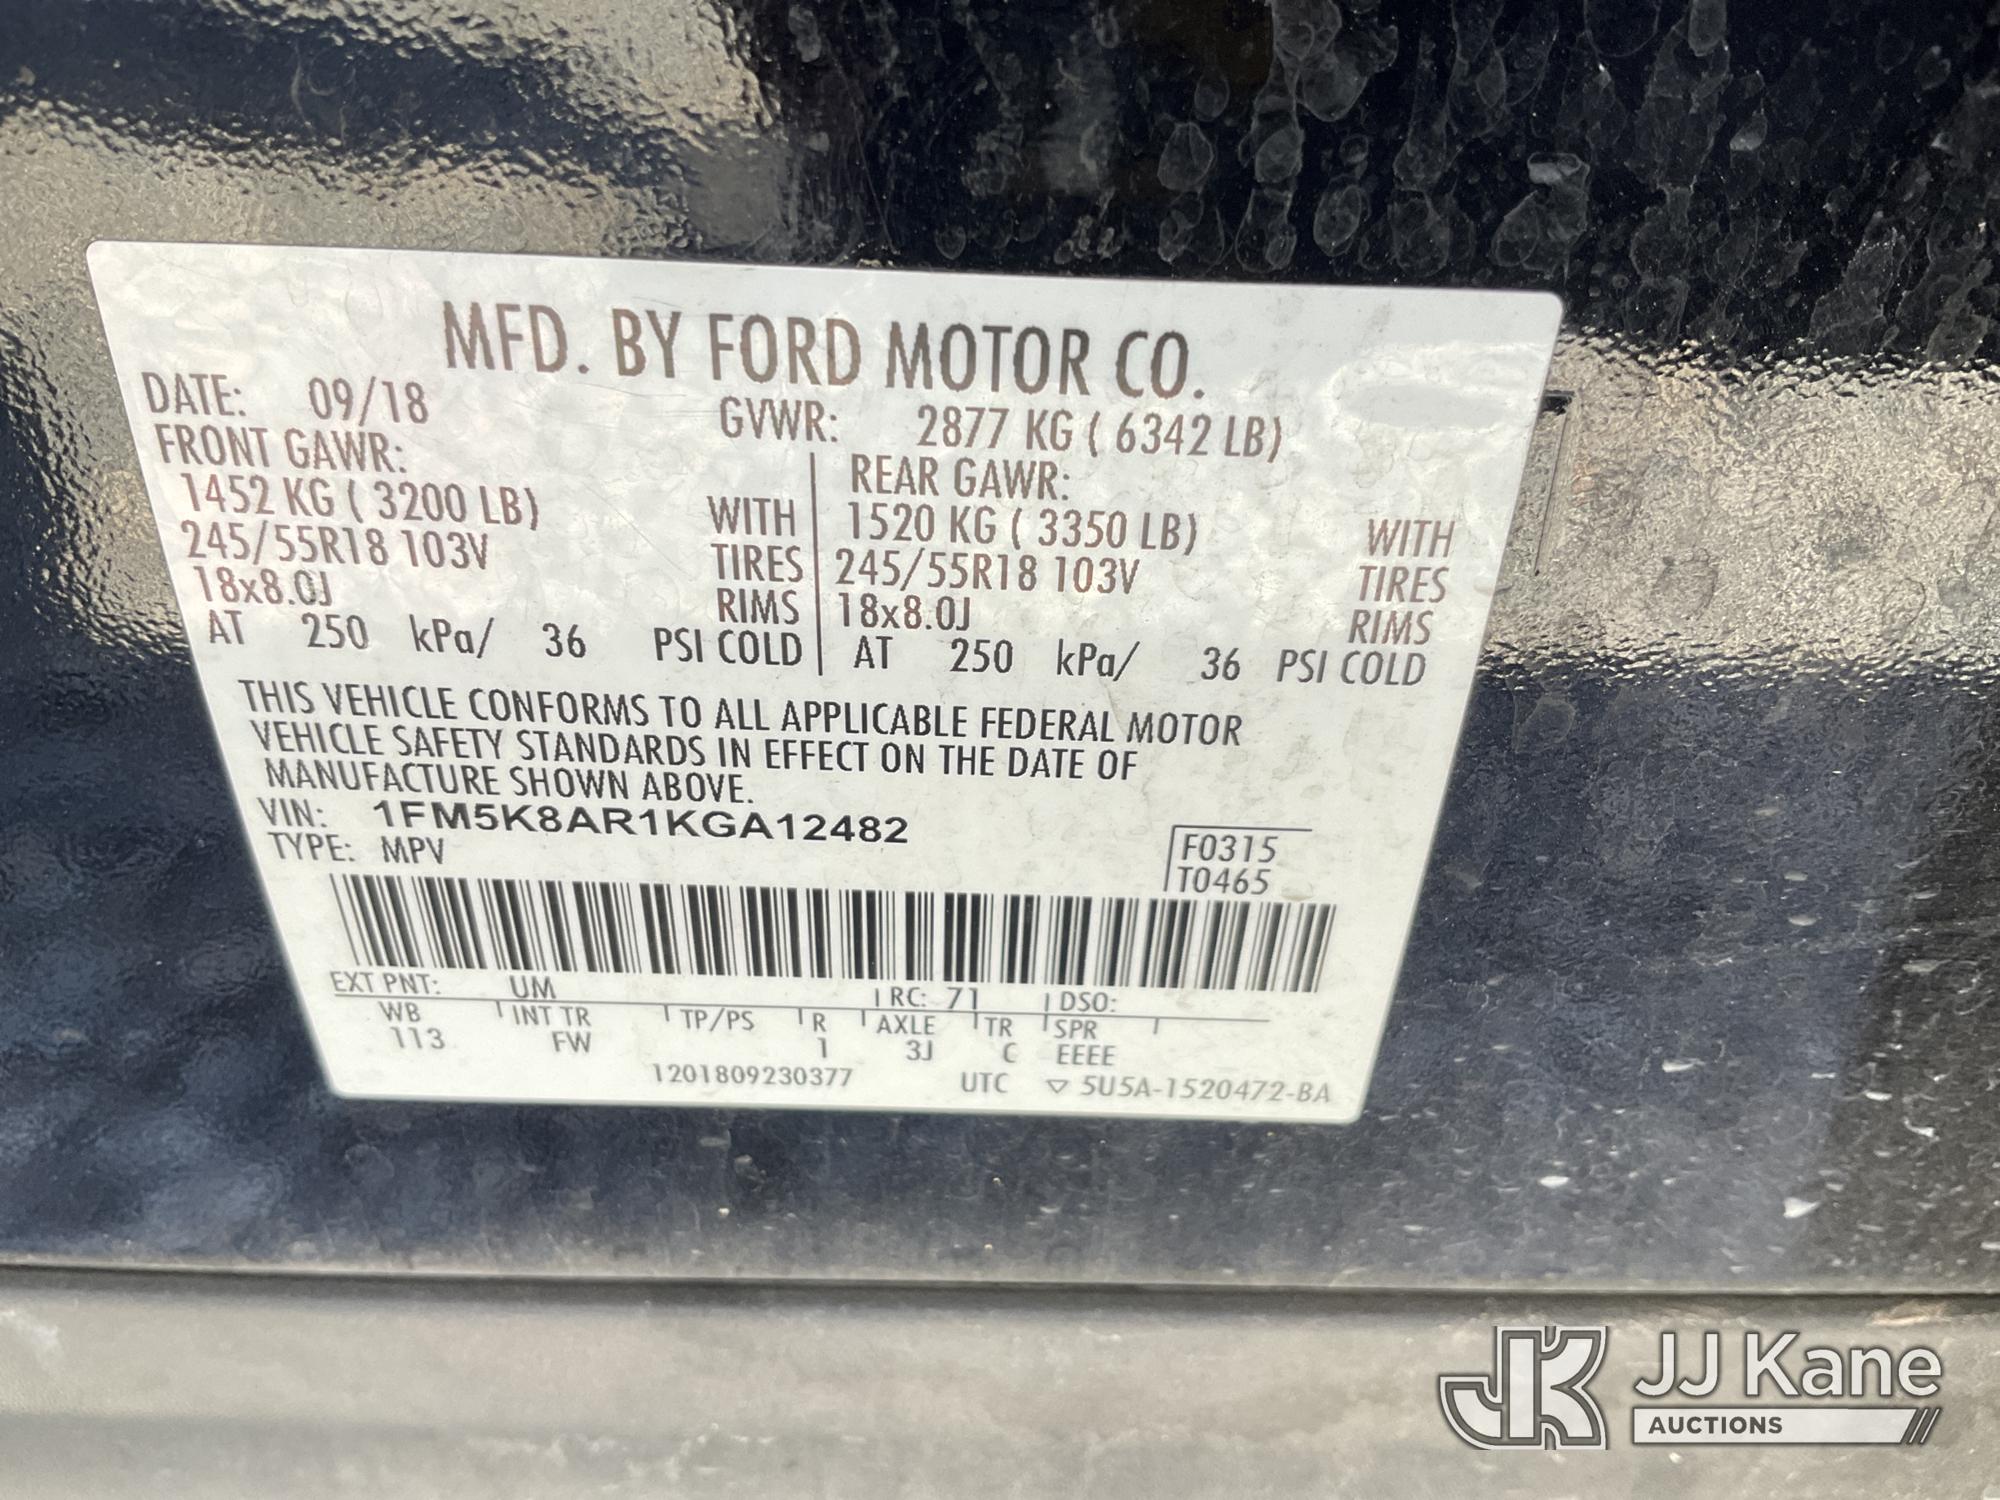 MFD. BY FORD MOTOR CO.
DATE: 09/18 GVWR: 2877 KG ( 6342 LB)
FRONT GAWR: REAR GAWR:
1452 KG ( 3200 LB) WITH 1520 KG ( 3350 LB) WITH
245/55R18 103V TIRES 245/55R18 103V TIRES
18x8.0J RIMS 18x8.0J RIMS
AT 250 kPa/ 36 PSI COLD AT 250 kPa/ 36 PSI COLD
THIS VEHICLE CONFORMS TO ALL APPLICABLE FEDERAL MOTOR
VEHICLE SAFETY STANDARDS IN EFFECT ON THE DATE OF
MANUFACTURE SHOWN ABOVE.
VIN: 1FM5K8AR1KGA12482
TYPE: MPV
F0315
T0465
EXT PNT: UM RC: 71 DSO:
WB INT TR TP/PS R AXLE TR SPR
113 FW 1 3J C EEEE
1201809230377 UTC ▽ 5U5A-1520472-BA
JK JJ Kane
AUCTIONS